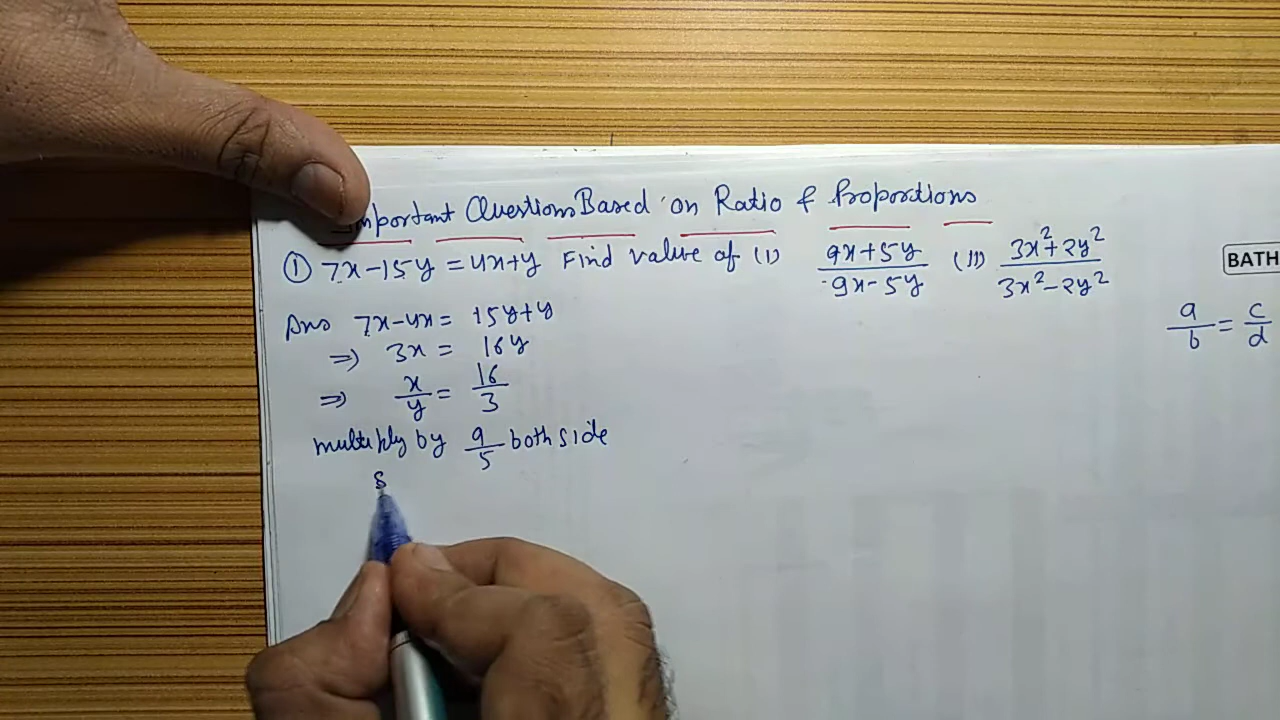 Important Questions Based on Ratio & Proportions
① 7x-15y = 4x+y Find value of (I) 9x+5y / 9x-5y (II) 3x²+2y² / 3x²-2y²
BATH
a/b = c/d
Ans 7x-4x = 15y+y
⇒ 3x = 16y
⇒ x/y = 16/3
multiply by 9/5 both side